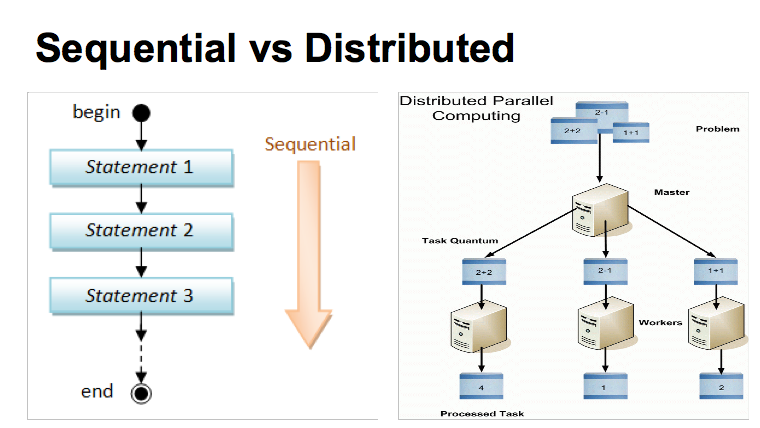 Sequential vs Distributed
begin
Sequential
Statement 1
Statement 2
Statement 3
end
Distributed Parallel
Computing
2-1
2+2
1+1
Problem
Master
Task Quantum
2+2
2-1
1+1
Workers
4
1
2
Processed Task